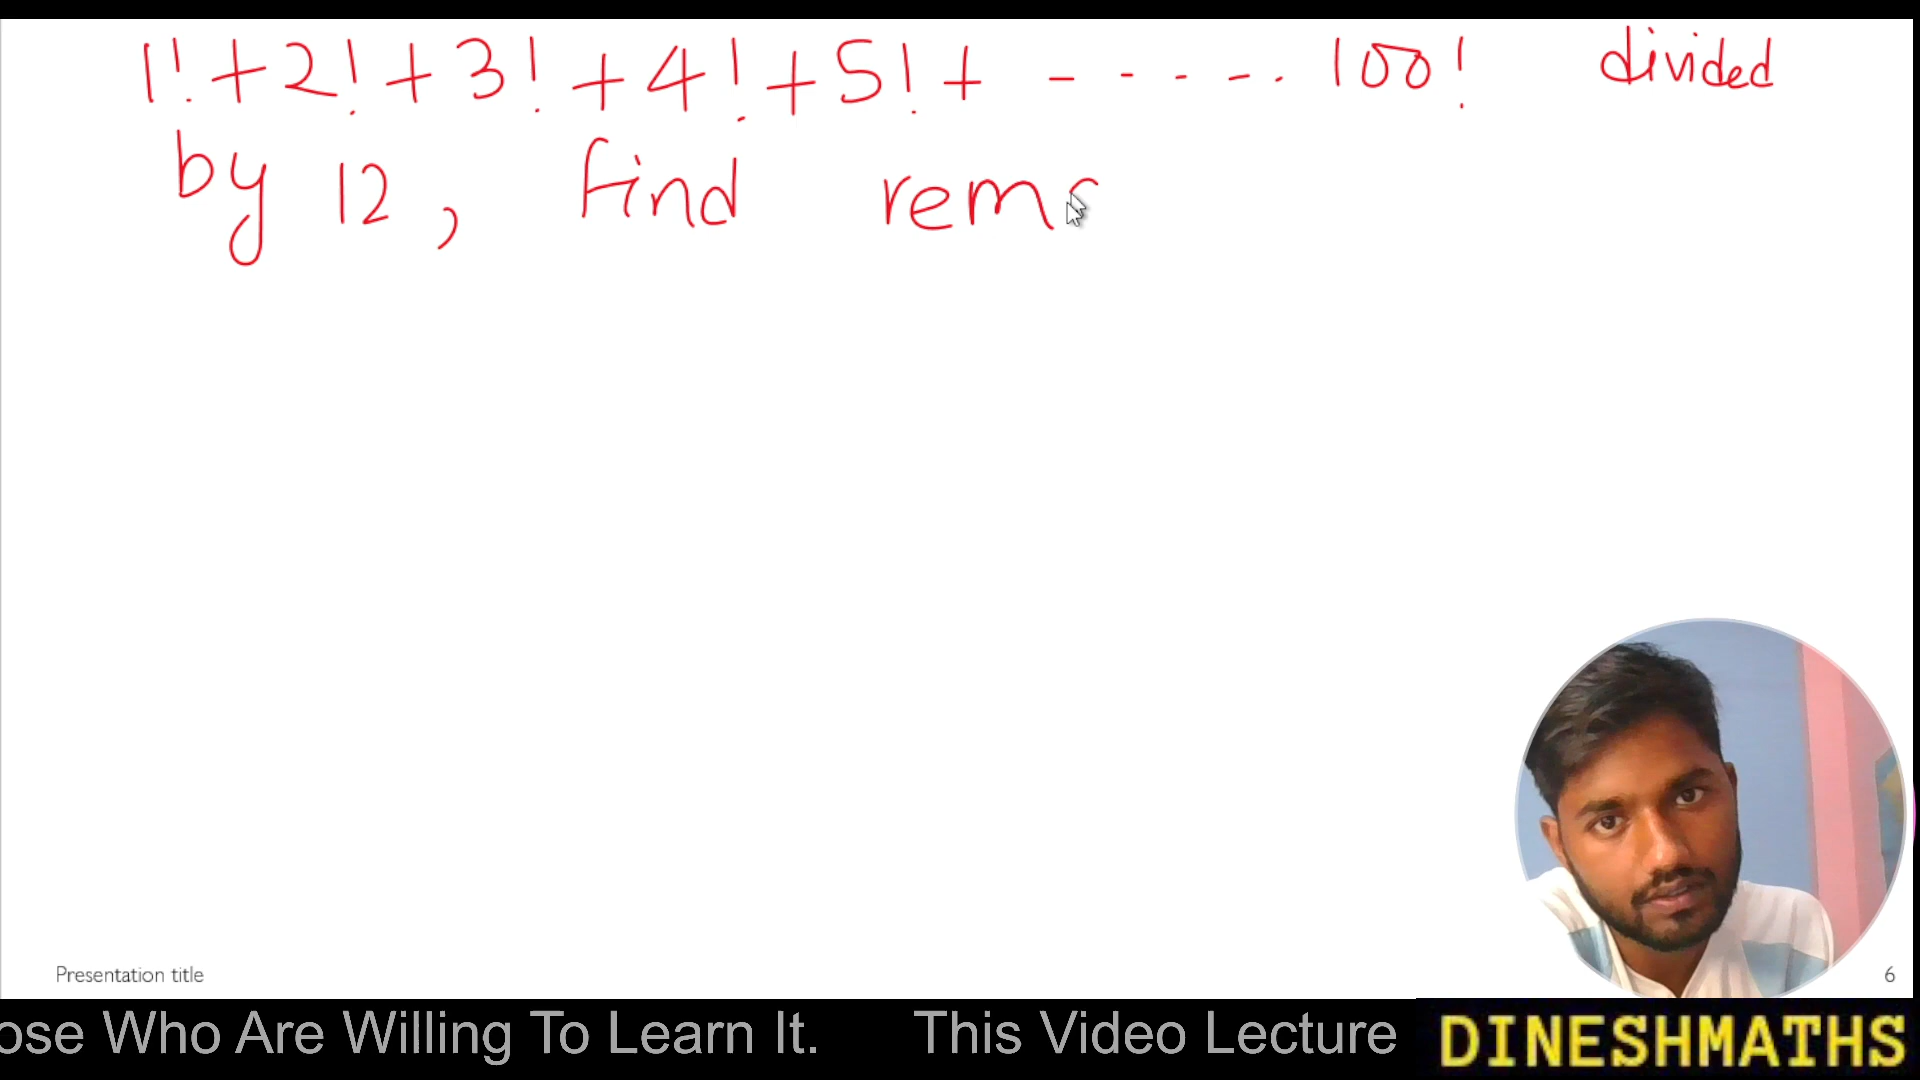 1! + 2! + 3! + 4! + 5! + - - - - - . 100! divided
by 12, find rema
Presentation title
6
ose Who Are Willing To Learn It. This Video Lecture
DINESHMATHS